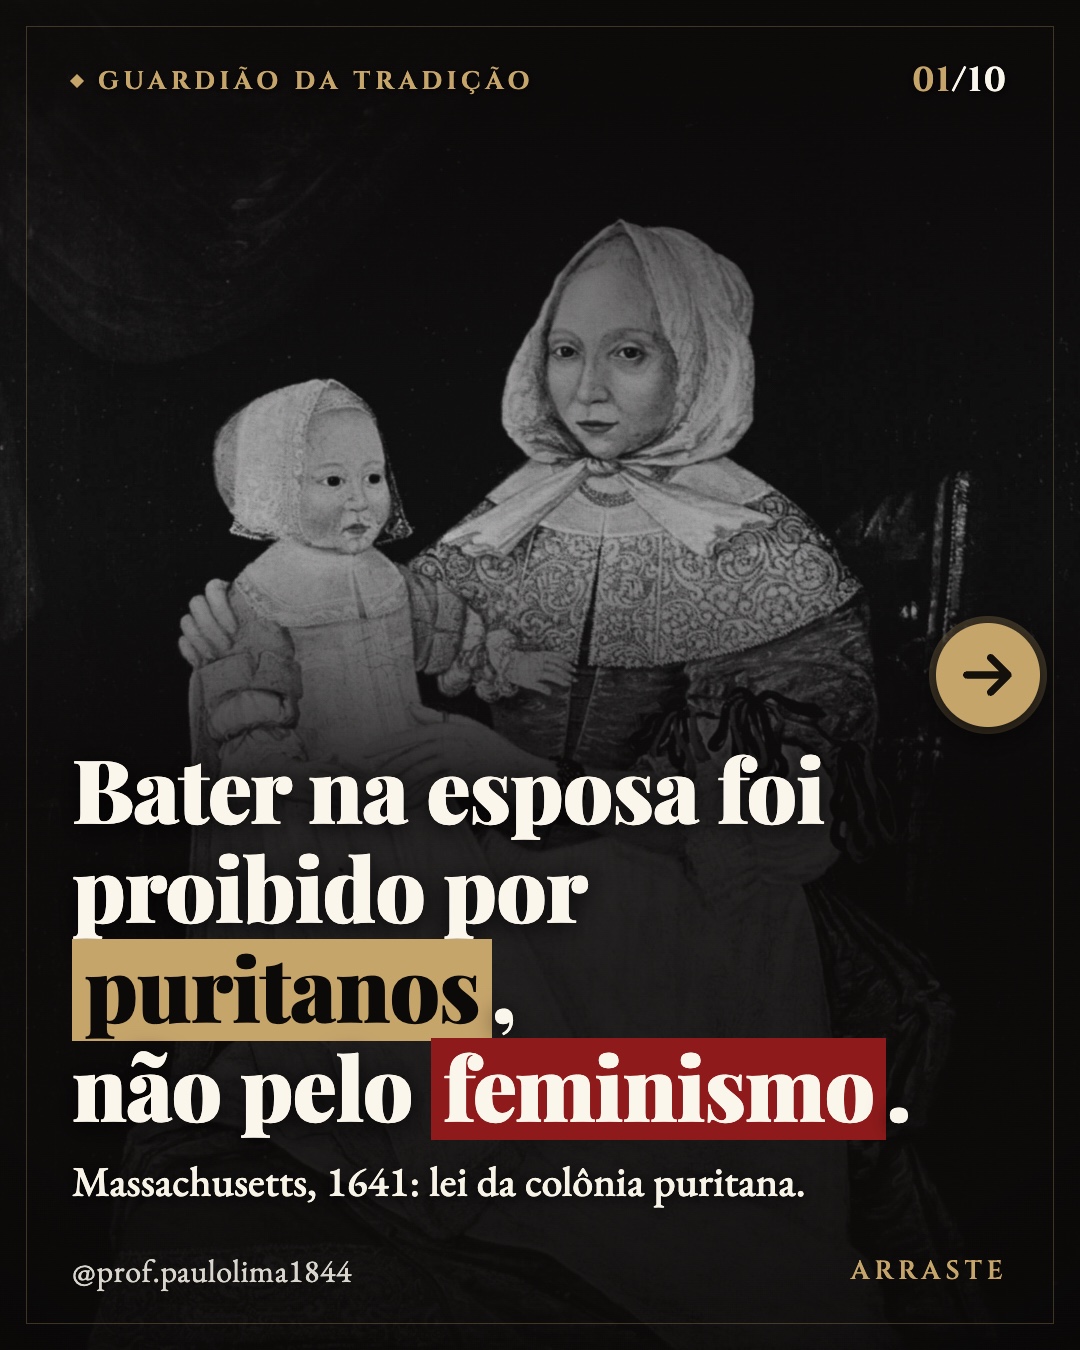 ◆ GUARDIÃO DA TRADIÇÃO
01/10
Bater na esposa foi
proibido por
puritanos,
não pelo feminismo.
Massachusetts, 1641: lei da colônia puritana.
@prof.paulolima1844
ARRASTE